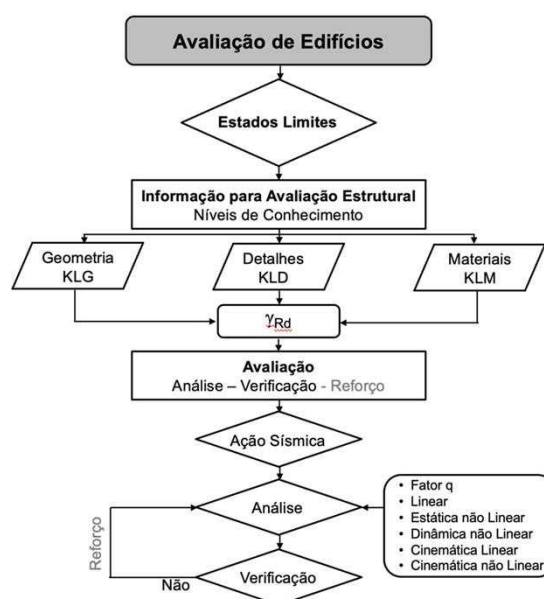 Avaliação de Edifícios
Estados Limites
Informação para Avaliação Estrutural
Níveis de Conhecimento
Geometria
KLG
Detalhes
KLD
Materiais
KLM
γRd
Avaliação
Análise – Verificação - Reforço
Ação Sísmica
Análise
• Fator q
• Linear
• Estática não Linear
• Dinâmica não Linear
• Cinemática Linear
• Cinemática não Linear
Reforço
Não
Verificação